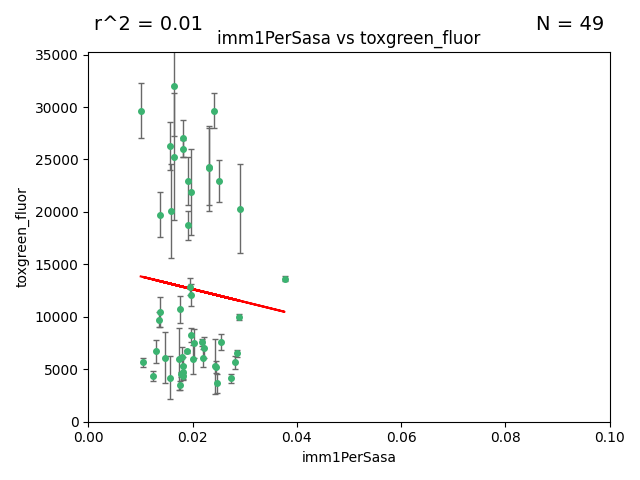 r^2 = 0.01
N = 49
imm1PerSasa vs toxgreen_fluor
35000
30000
25000
20000
15000
10000
5000
0
toxgreen_fluor
0.00
0.02
0.04
0.06
0.08
0.10
imm1PerSasa